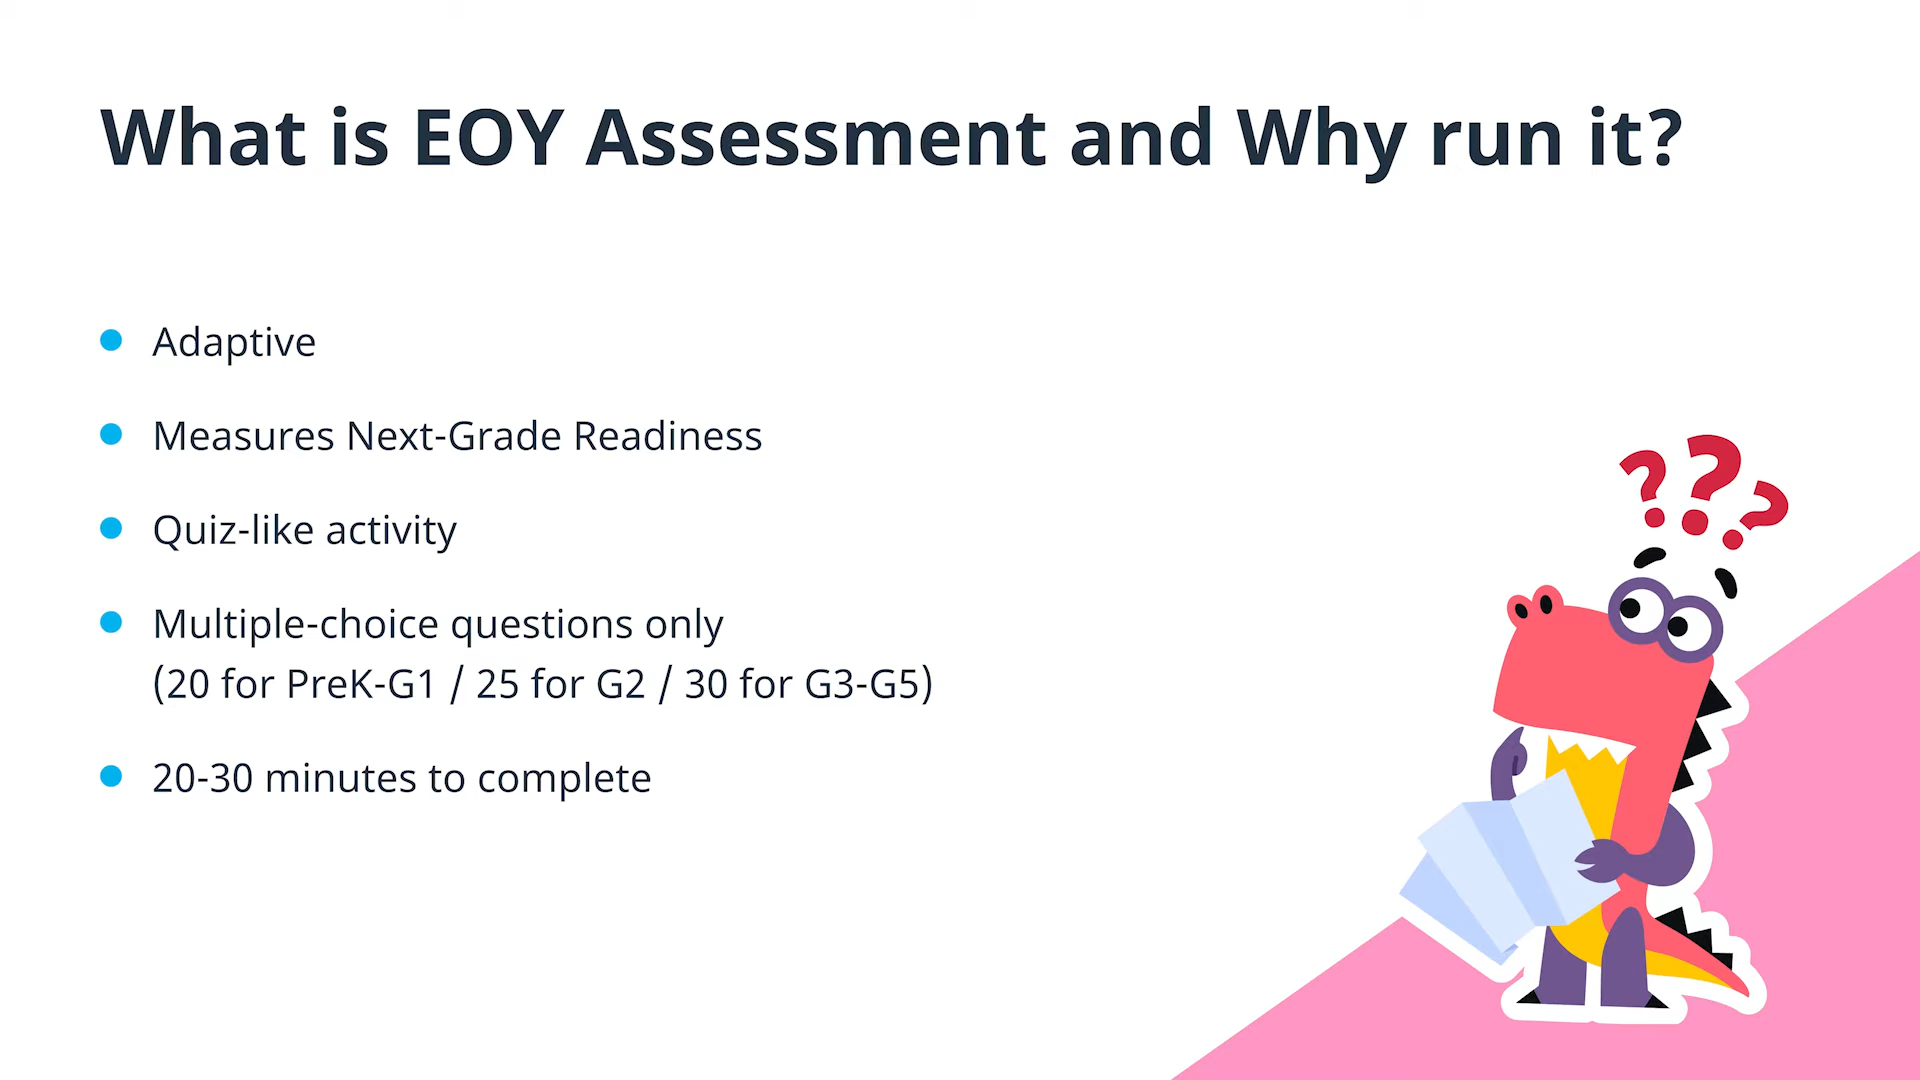 What is EOY Assessment and Why run it?
Adaptive
Measures Next-Grade Readiness
Quiz-like activity
Multiple-choice questions only
(20 for PreK-G1 / 25 for G2 / 30 for G3-G5)
20-30 minutes to complete
???